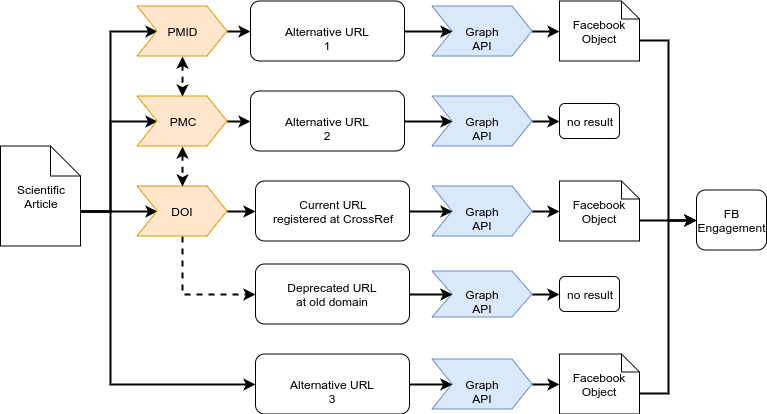 PMID
Alternative URL
1
Graph
API
Facebook
Object
PMC
Alternative URL
2
Graph
API
no result
Scientific
Article
DOI
Current URL
registered at CrossRef
Graph
API
Facebook
Object
FB
Engagement
Deprecated URL
at old domain
Graph
API
no result
Alternative URL
3
Graph
API
Facebook
Object